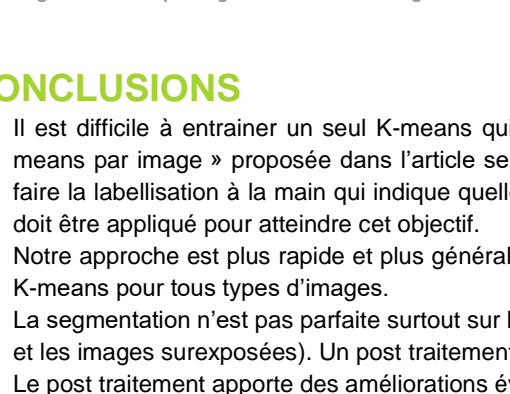 ONCLUSIONS
Il est difficile à entrainer un seul K-means qui
means par image » proposée dans l'article se
faire la labellisation à la main qui indique quell
doit être appliqué pour atteindre cet objectif.
Notre approche est plus rapide et plus général
K-means pour tous types d'images.
La segmentation n'est pas parfaite surtout sur
et les images surexposées). Un post traitement
Le post traitement apporte des améliorations